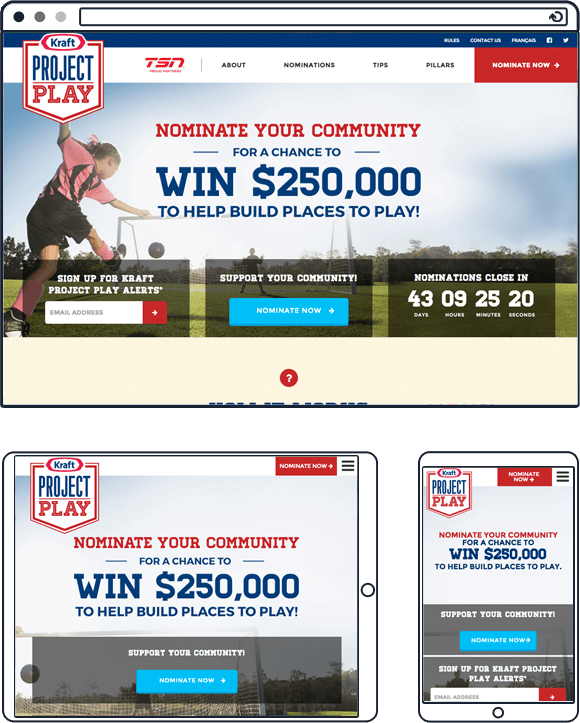 RULES
CONTACT US
FRANÇAIS
Kraft
PROJECT
PLAY
TSN
PROUD PARTNERS
ABOUT
NOMINATIONS
TIPS
PILLARS
NOMINATE NOW
NOMINATE YOUR COMMUNITY
FOR A CHANCE TO
WIN $250,000
TO HELP BUILD PLACES TO PLAY!
SIGN UP FOR KRAFT
PROJECT PLAY ALERTS*
EMAIL ADDRESS
SUPPORT YOUR COMMUNITY!
NOMINATE NOW
NOMINATIONS CLOSE IN
43 09 25 20
DAYS HOURS MINUTES SECONDS
?
Kraft
PROJECT
PLAY
NOMINATE NOW
NOMINATE YOUR COMMUNITY
FOR A CHANCE TO
WIN $250,000
TO HELP BUILD PLACES TO PLAY!
SUPPORT YOUR COMMUNITY!
NOMINATE NOW
Kraft
PROJECT
PLAY
NOMINATE
NOW
NOMINATE YOUR COMMUNITY
FOR A CHANCE TO
WIN $250,000
TO HELP BUILD PLACES TO PLAY.
SUPPORT YOUR COMMUNITY!
NOMINATE NOW
SIGN UP FOR KRAFT PROJECT
PLAY ALERTS*
EMAIL ADDRESS